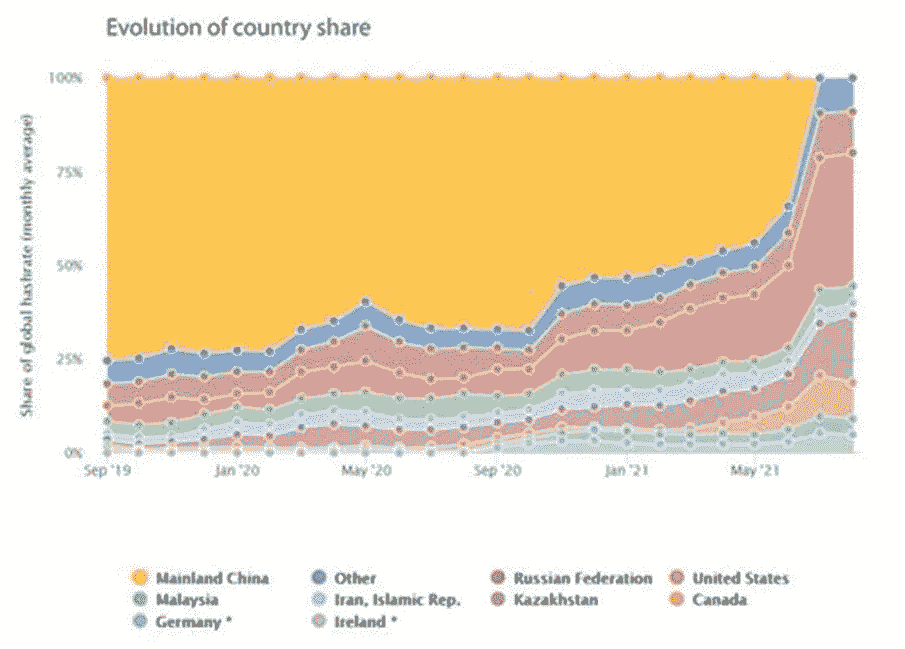 Evolution of country share
Share of global hashrate (monthly average)
100%
75%
50%
25%
0%
Sep '19 Jan '20 May '20 Sep '20 Jan '21 May '21
Mainland China Other Russian Federation United States
Malaysia Iran, Islamic Rep. Kazakhstan Canada
Germany * Ireland *